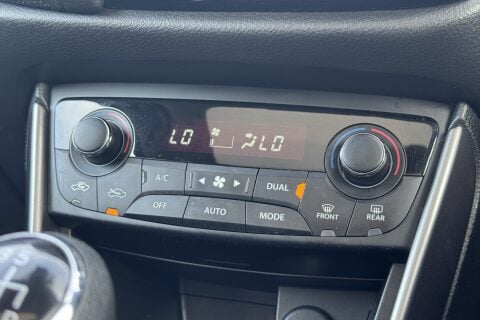 LO LO
A/C DUAL
OFF AUTO MODE FRONT REAR